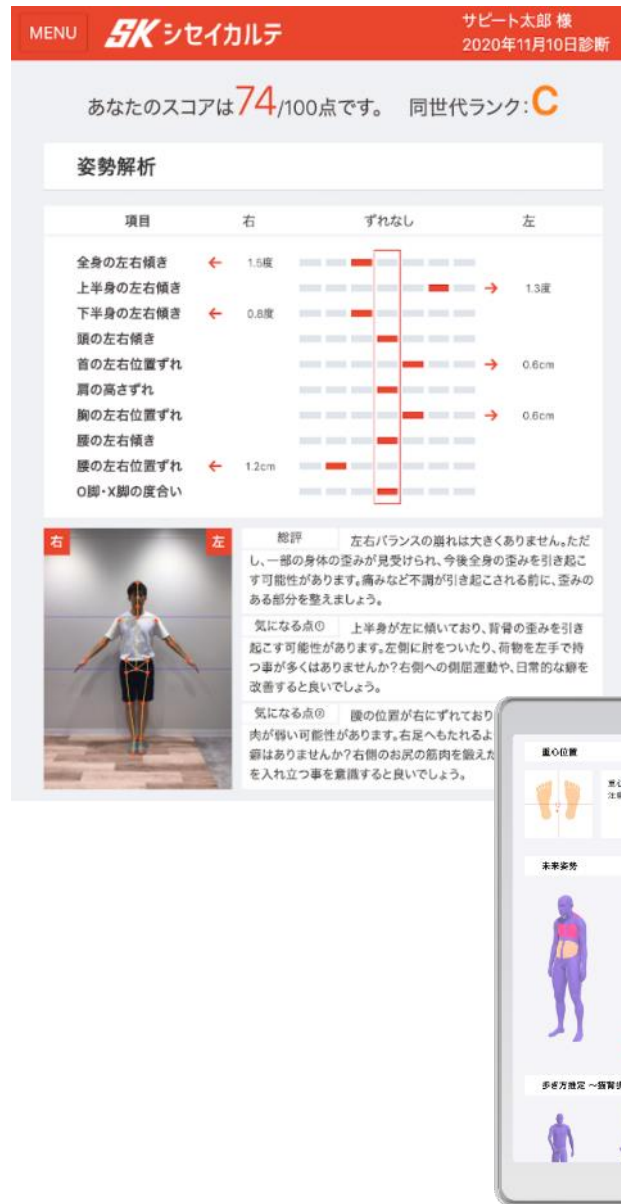 MENU SK シセイカルテ
サピート太郎 様
2020年11月10日診断
あなたのスコアは74/100点です。 同世代ランク:C
姿勢解析
項目 右 ずれなし 左
全身の左右傾き ← 1.5度
上半身の左右傾き → 1.3度
下半身の左右傾き ← 0.8度
頭の左右傾き
首の左右位置ずれ → 0.6cm
肩の高さずれ
胸の左右位置ずれ → 0.6cm
腰の左右傾き
腰の左右位置ずれ ← 1.2cm
O脚・X脚の度合い
右 左
総評 左右バランスの崩れは大きくありません。ただ
し、一部の身体の歪みが見受けられ、今後全身の歪みを引き起こ
す可能性があります。痛みなど不調が引き起こされる前に、歪みの
ある部分を整えましょう。
気になる点① 上半身が左に傾いており、背骨の歪みを引き
起こす可能性があります。左側に肘をついたり、荷物を左手で持
つ事が多くはありませんか?右側への側屈運動や、日常的な癖を
改善すると良いでしょう。
気になる点② 腰の位置が右にずれており
肉が弱い可能性があります。右足へもたれるよ
癖はありませんか?右側のお尻の筋肉を鍛えた
を入れ立つ事を意識すると良いでしょう。
重心位置
重心
注意
未来姿勢
歩き方推定 ~猫背